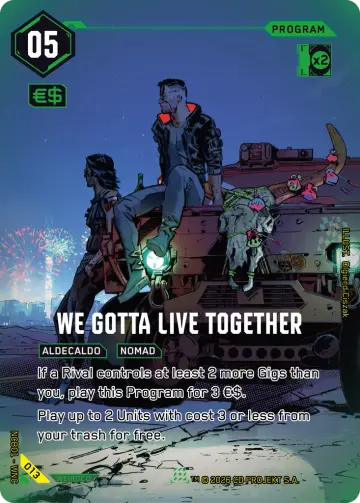 05
PROGRAM
€$
x2
WE GOTTA LIVE TOGETHER
ALDECALDO
NOMAD
If a Rival controls at least 2 more Gigs than
you, play this Program for 3 €$.
Play up to 2 Units with cost 3 or less from
your trash for free.
013
™ © 2026 CD PROJEKT S.A.